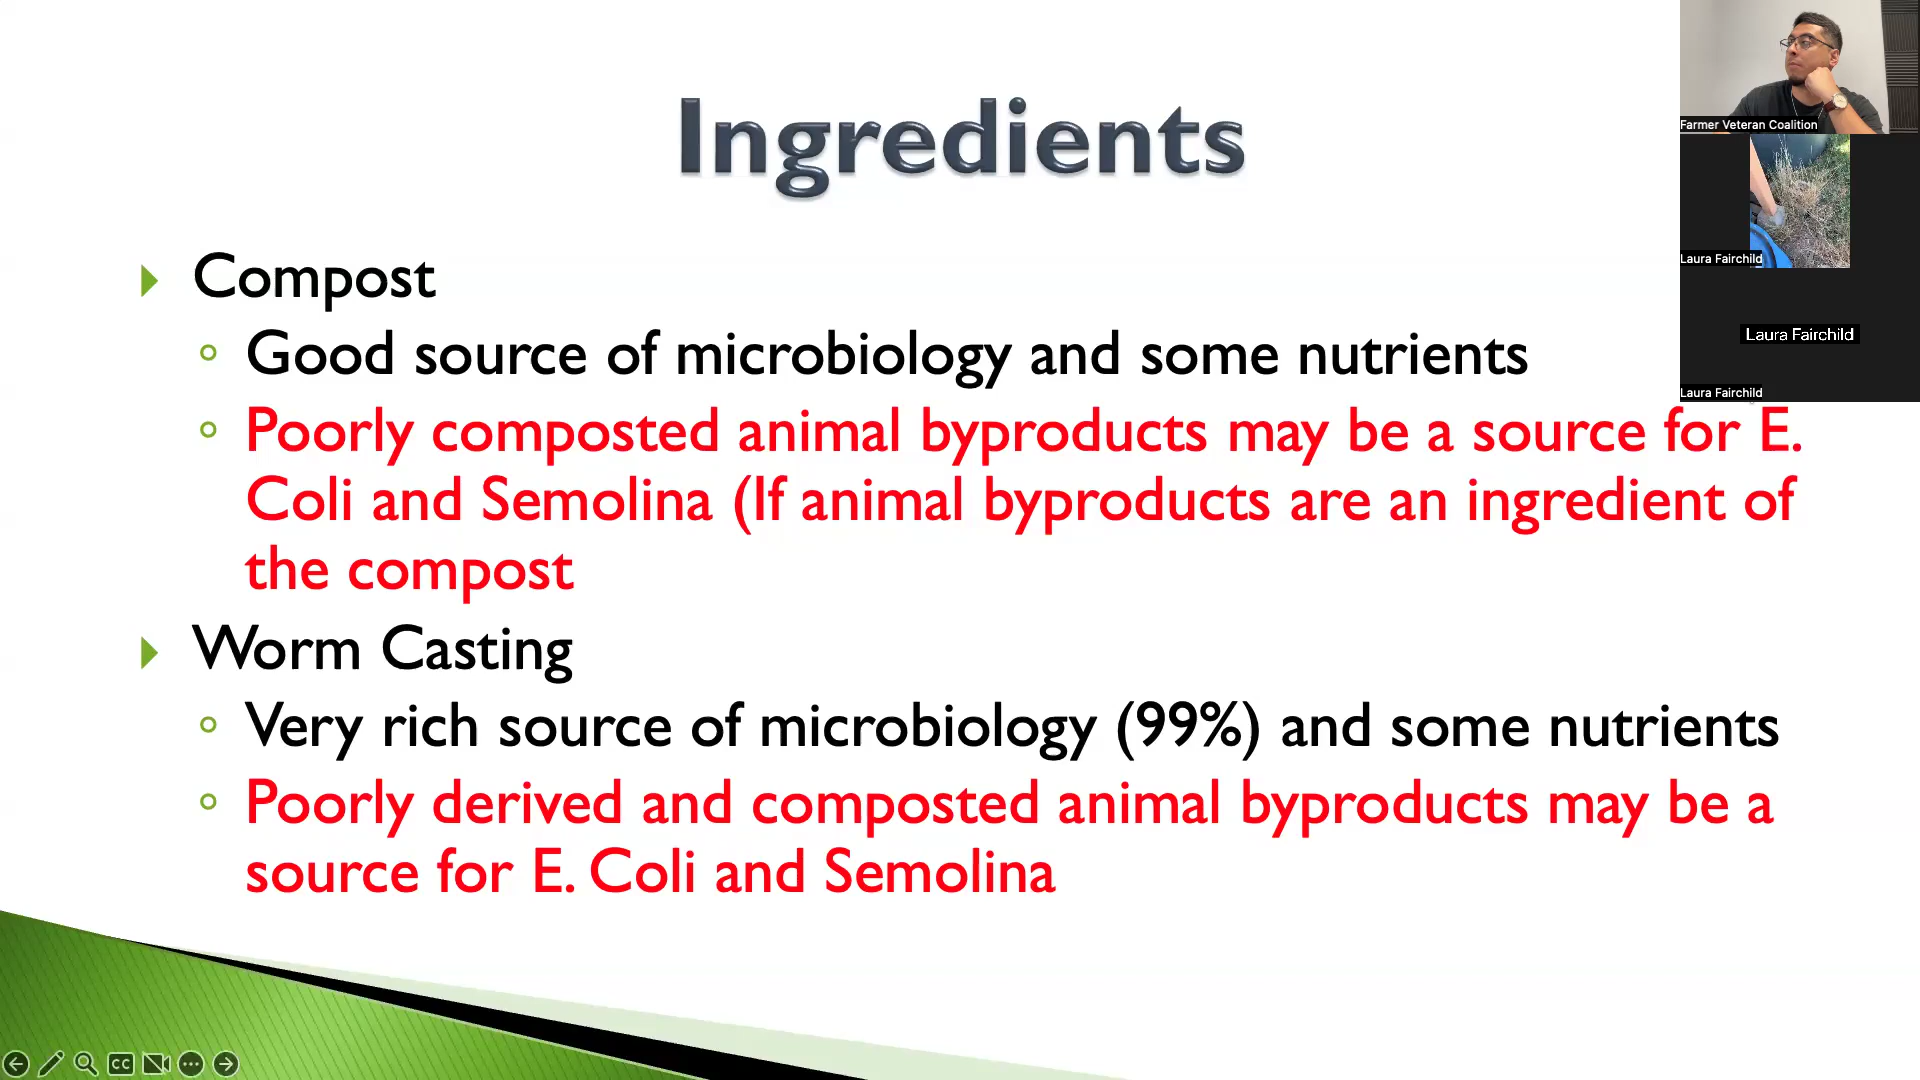 Ingredients
Compost
Good source of microbiology and some nutrients
Poorly composted animal byproducts may be a source for E.
Coli and Semolina (If animal byproducts are an ingredient of
the compost
Worm Casting
Very rich source of microbiology (99%) and some nutrients
Poorly derived and composted animal byproducts may be a
source for E. Coli and Semolina
Farmer Veteran Coalition
Laura Fairchild
Laura Fairchild
Laura Fairchild
CC